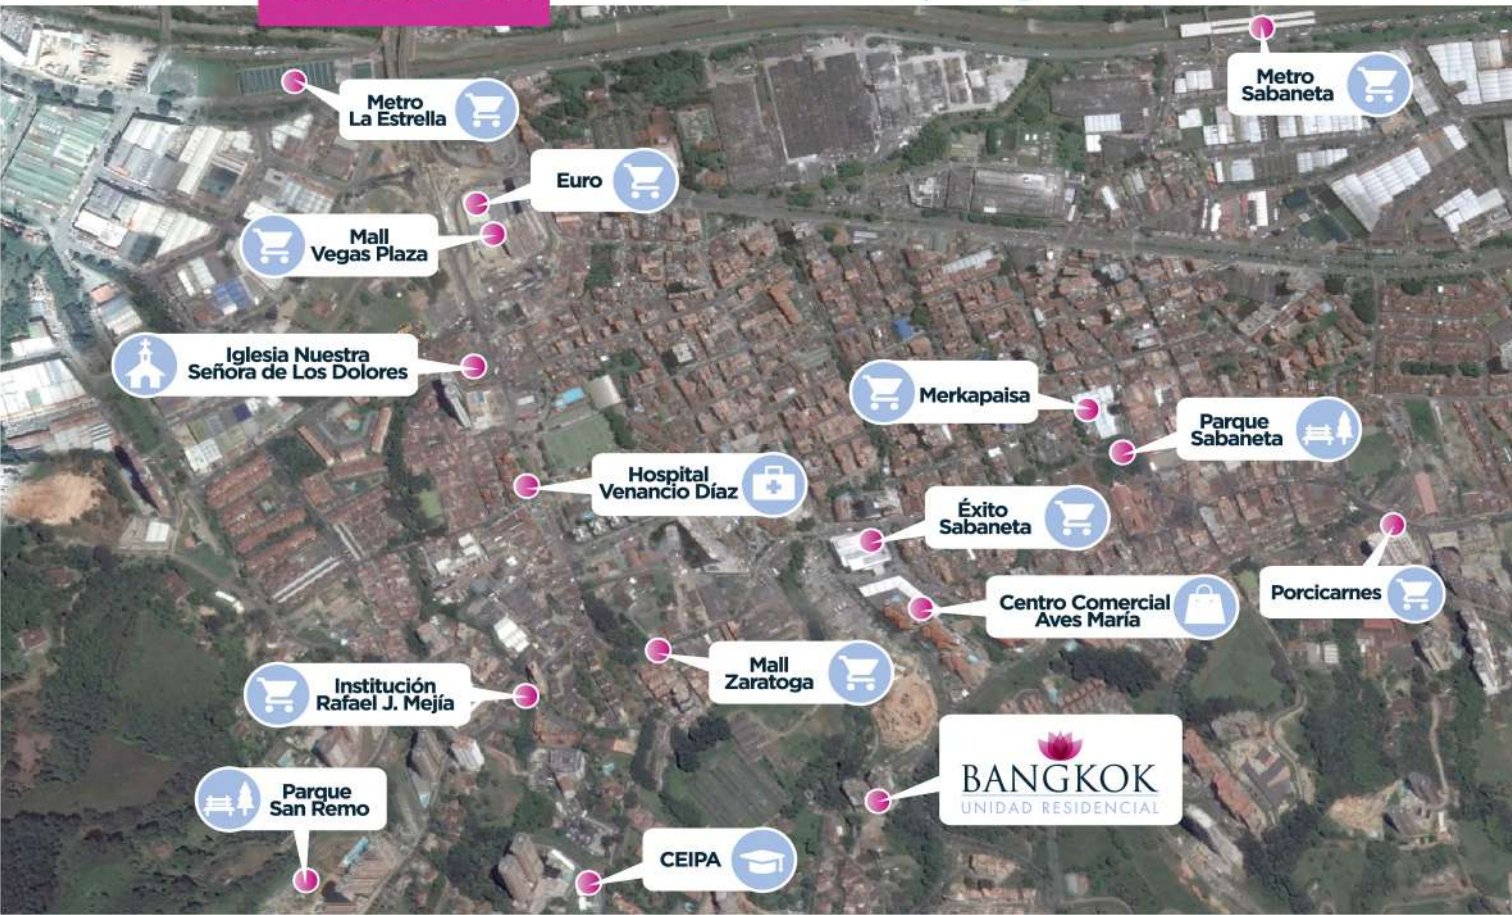 Metro
Sabaneta
Metro
La Estrella
Euro
Mall
Vegas Plaza
Iglesia Nuestra
Señora de Los Dolores
Merkapaisa
Parque
Sabaneta
Hospital
Venancio Díaz
Éxito
Sabaneta
Porcicarnes
Centro Comercial
Aves María
Mall
Zaratoga
Institución
Rafael J. Mejía
BANGKOK
UNIDAD RESIDENCIAL
Parque
San Remo
CEIPA